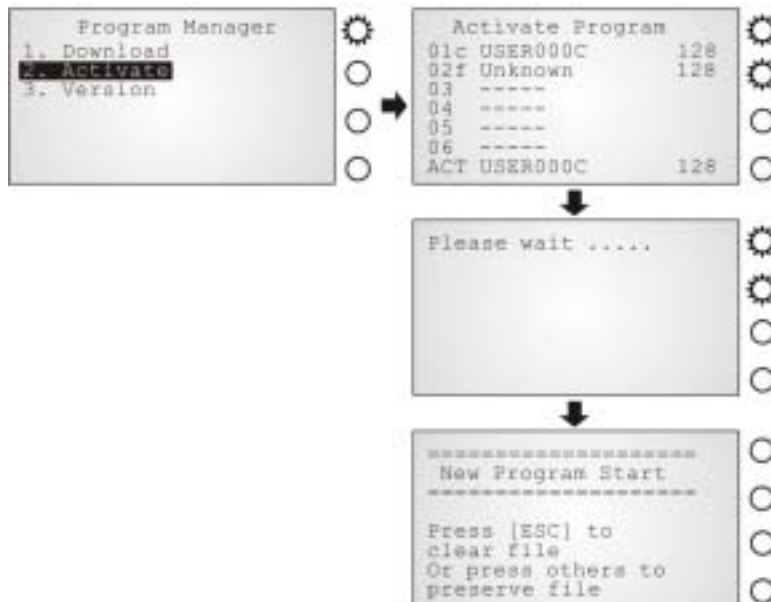 Program Manager
1. Download
2. Activate
3. Version
Activate Program
01c USER000C 128
02f Unknown 128
03 -----
04 -----
05 -----
06 -----
ACT USER000C 128
Please wait .....
====================
New Program Start
====================
Press [ESC] to
clear file
Or press others to
preserve file